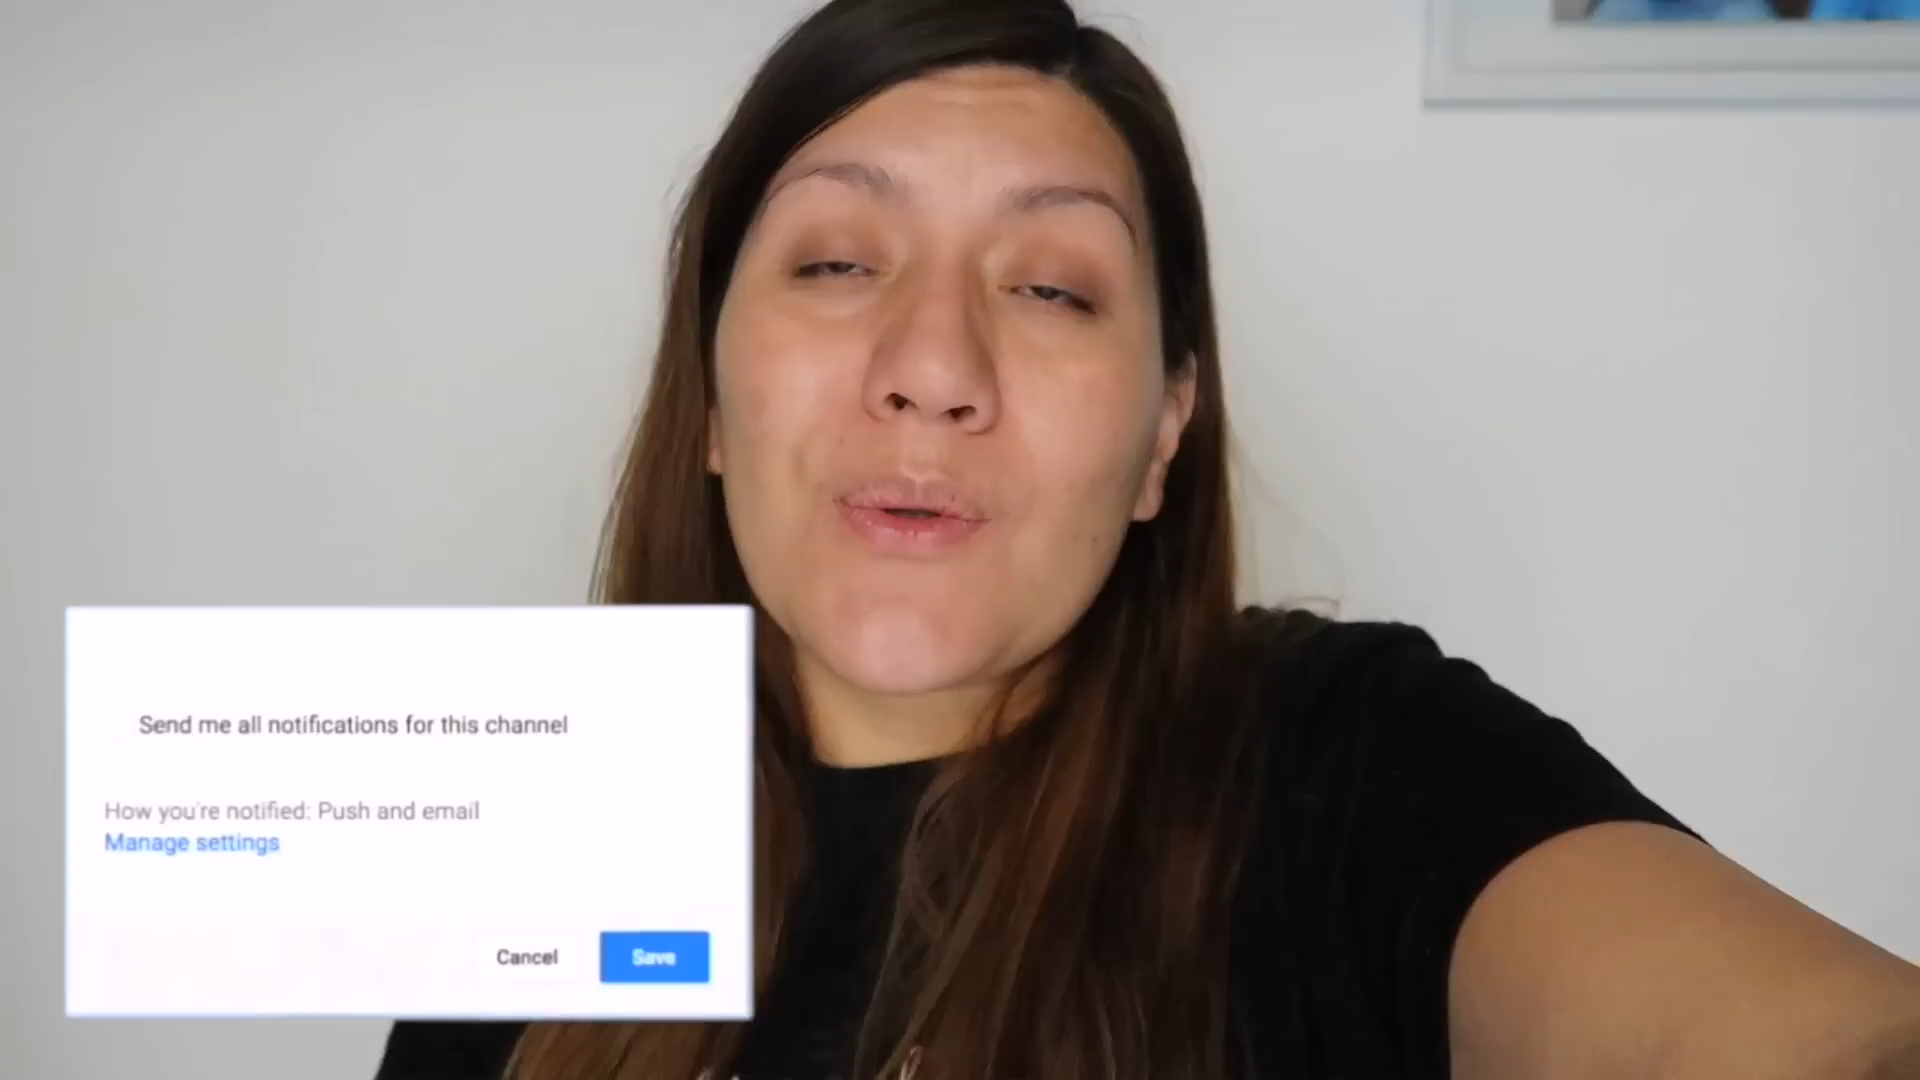 Send me all notifications for this channel
How you're notified: Push and email
Manage settings
Cancel
Save